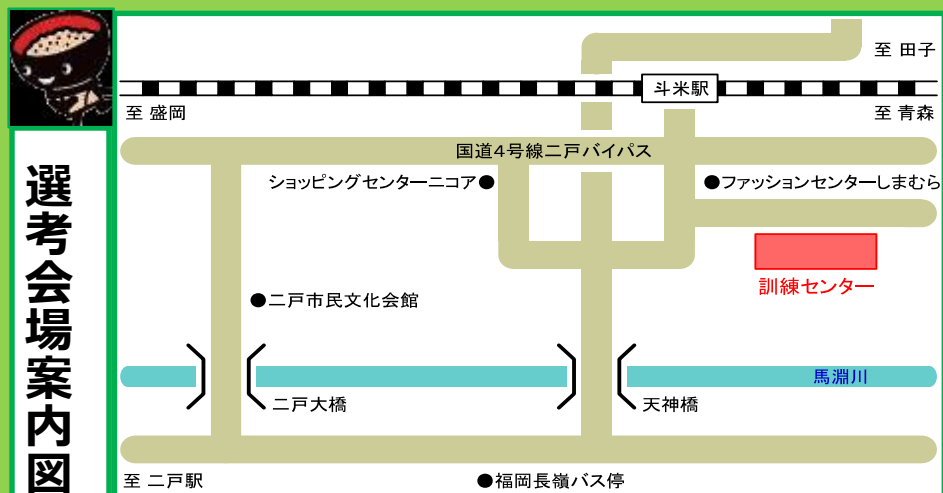 選考会場案内図
至 田子
斗米駅
至 盛岡
至 青森
国道4号線二戸バイパス
ショッピングセンターニコア●
●ファッションセンターしまむら
訓練センター
●二戸市民文化会館
馬淵川
二戸大橋
天神橋
至 二戸駅
●福岡長嶺バス停